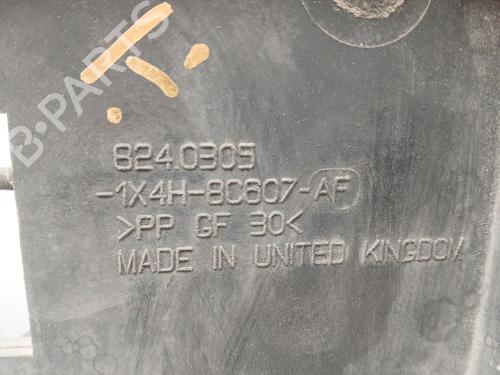 B-PARTS
824.0305
-1X4H-8C607-AF
>PP GF 30<
MADE IN UNITED KINGDOM